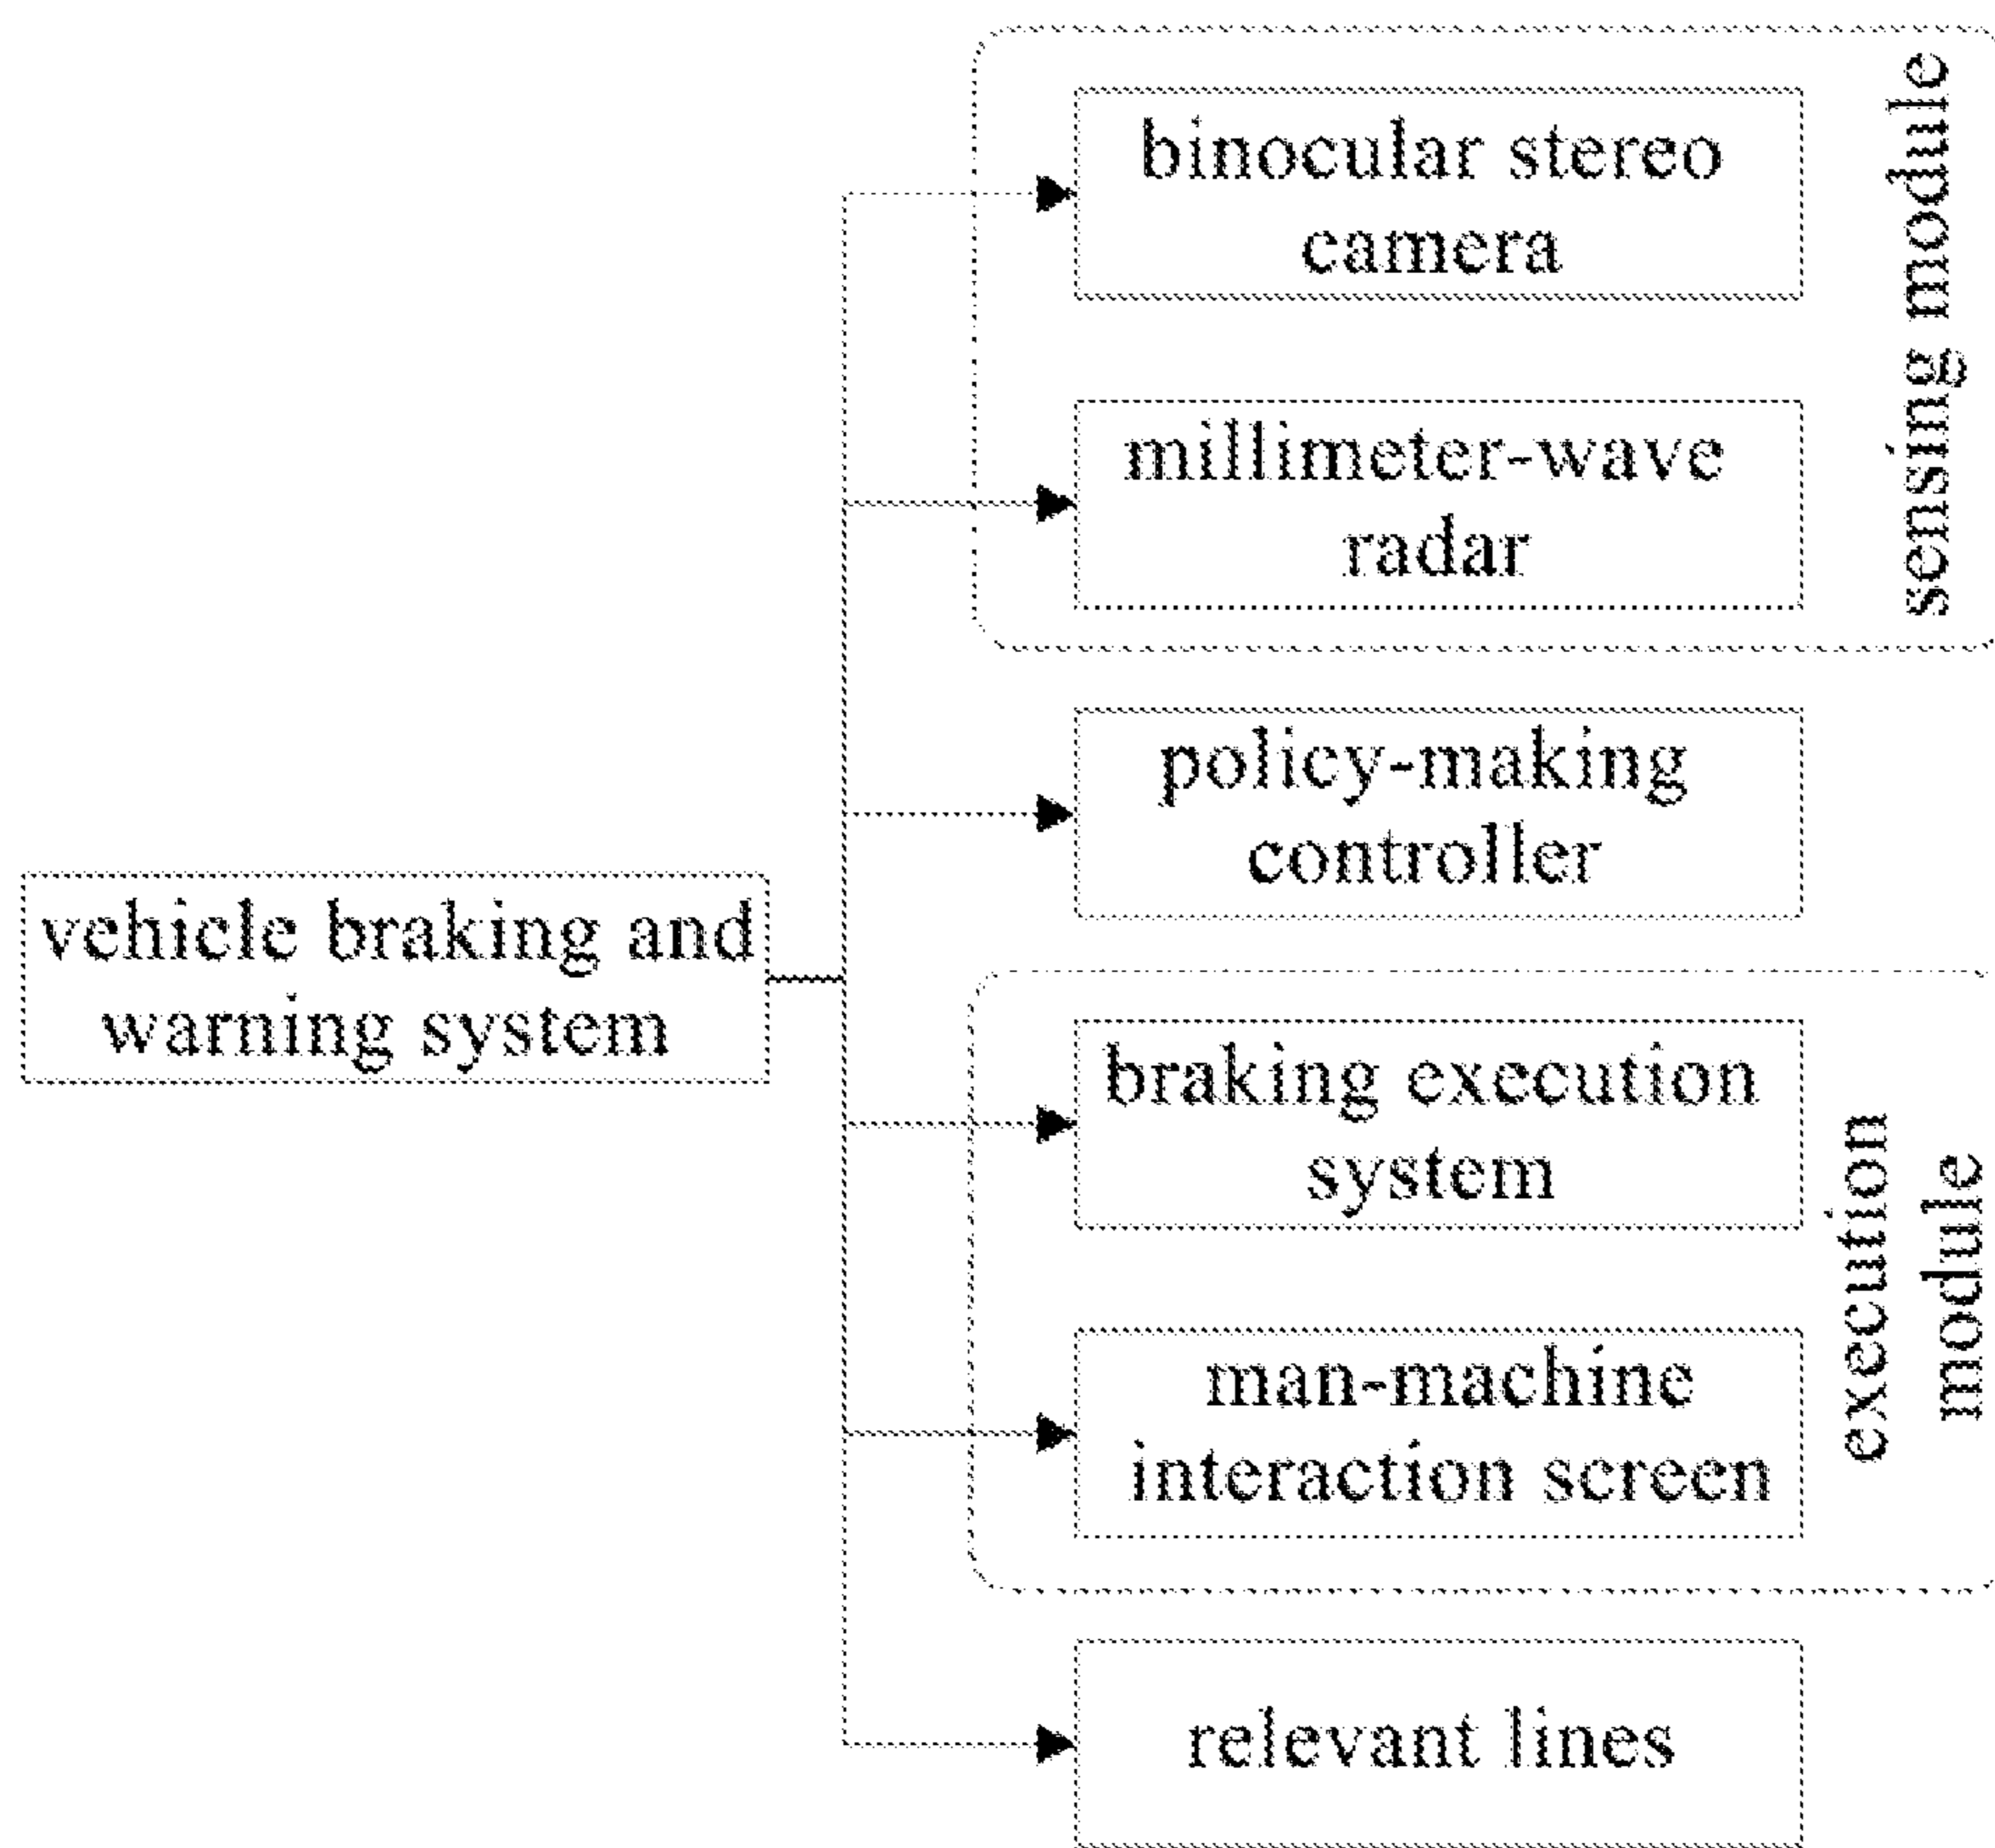 binocular stereo
camera
millimeter-wave
radar
sensing module
policy-making
controller
vehicle braking and
warning system
braking execution
system
man-machine
interaction screen
execution
module
relevant lines